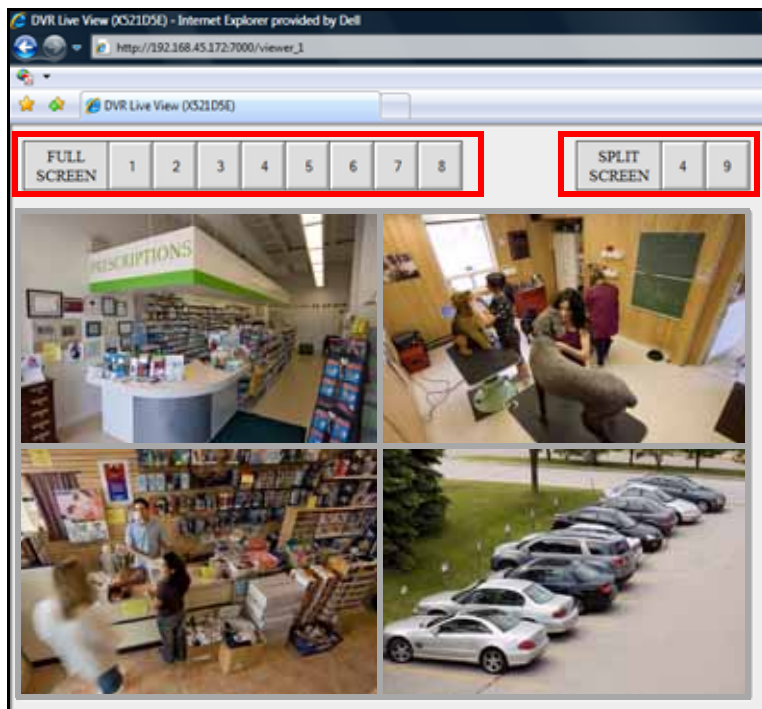 DVR Live View (X521D5E) - Internet Explorer provided by Dell
http://192.168.45.172:7000/viewer_1
DVR Live View (X521D5E)
FULL SCREEN 1 2 3 4 5 6 7 8
SPLIT SCREEN 4 9
PRESCRIPTIONS